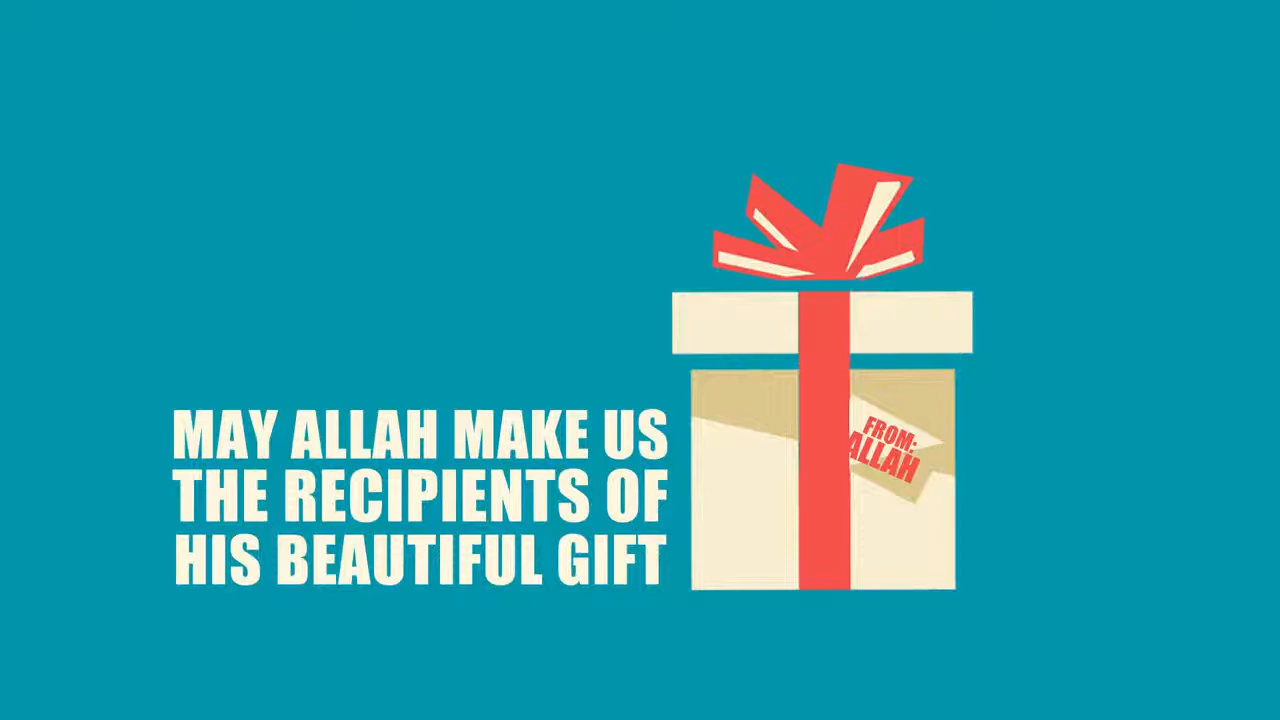 MAY ALLAH MAKE US
THE RECIPIENTS OF
HIS BEAUTIFUL GIFT
FROM:
ALLAH